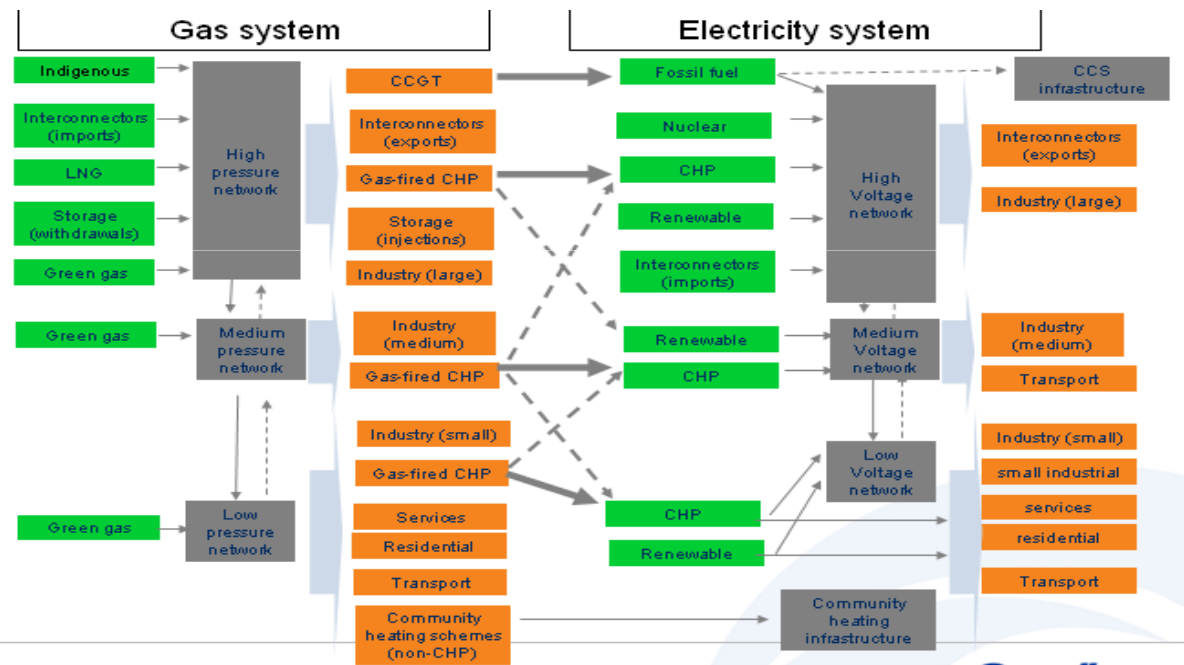 Gas system
Electricity system
Indigenous
Interconnectors
(imports)
LNG
Storage
(withdrawals)
Green gas
Green gas
Green gas
High
pressure
network
Medium
pressure
network
Low
pressure
network
CCGT
Interconnectors
(exports)
Gas-fired CHP
Storage
(injections)
Industry (large)
Industry
(medium)
Gas-fired CHP
Industry (small)
Gas-fired CHP
Services
Residential
Transport
Community
heating schemes
(non-CHP)
Fossil fuel
Nuclear
CHP
Renewable
Interconnectors
(imports)
Renewable
CHP
CHP
Renewable
High
Voltage
network
Medium
Voltage
network
Low
Voltage
network
Community
heating
infrastructure
CCS
infrastructure
Interconnectors
(exports)
Industry (large)
Industry
(medium)
Transport
Industry (small)
small industrial
services
residential
Transport